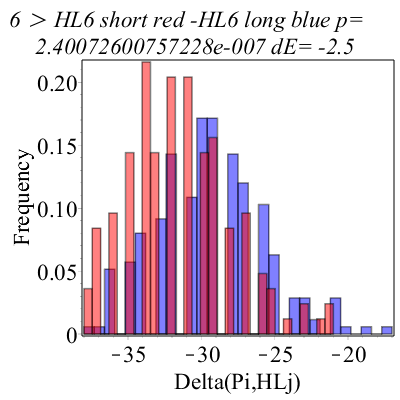 6 > HL6 short red -HL6 long blue p=
2.40072600757228e-007 dE= -2.5
0.20
0.15
0.10
0.05
0
Frequency
−35 −30 −25 −20
Delta(Pi,HLj)